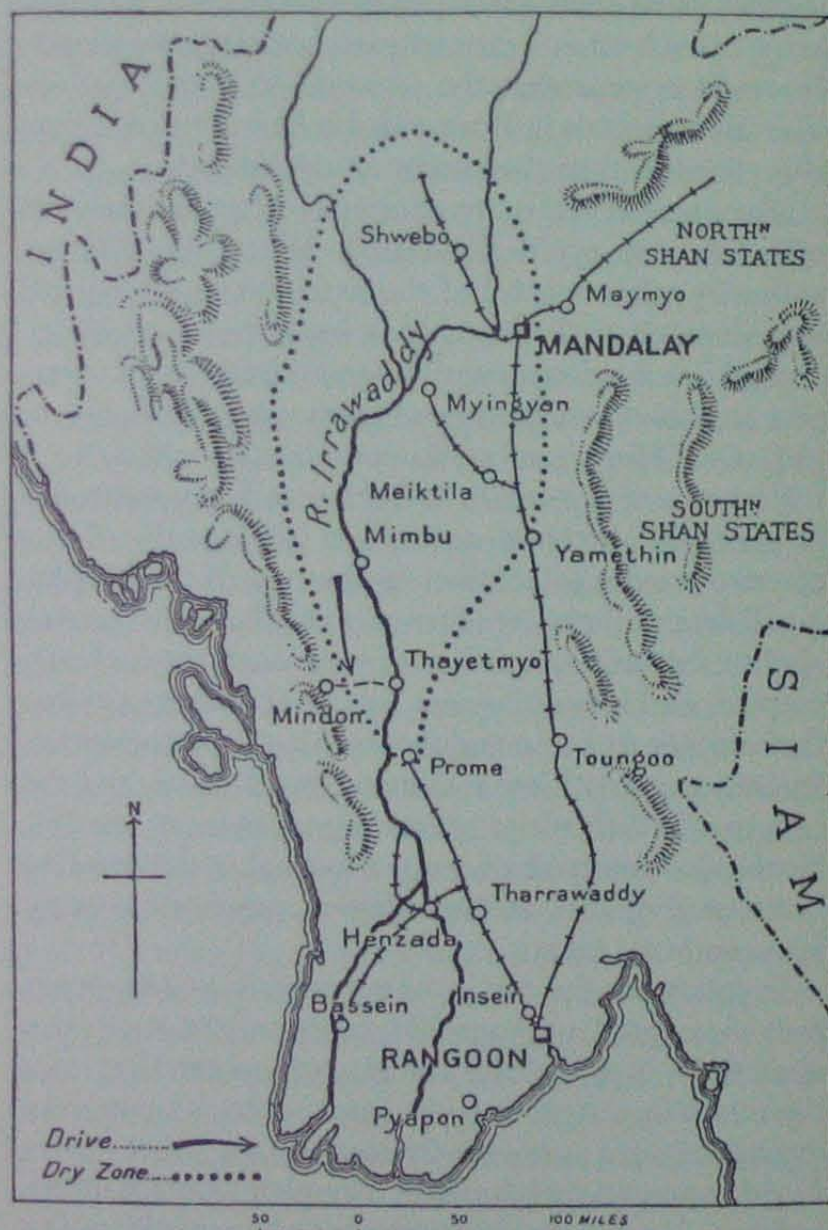 INDIA
Shwebo
NORTHᴺ
SHAN STATES
Maymyo
MANDALAY
R. Irrawaddy
Myingyan
Meiktila
SOUTHᴺ
SHAN STATES
Mimbu
Yamethin
Thayetmyo
Mindon
SIAM
Prome
Toungoo
N
Tharrawaddy
Henzada
Bassein
Insein
RANGOON
Pyapon
Drive
Dry Zone
50 0 50 100 MILES